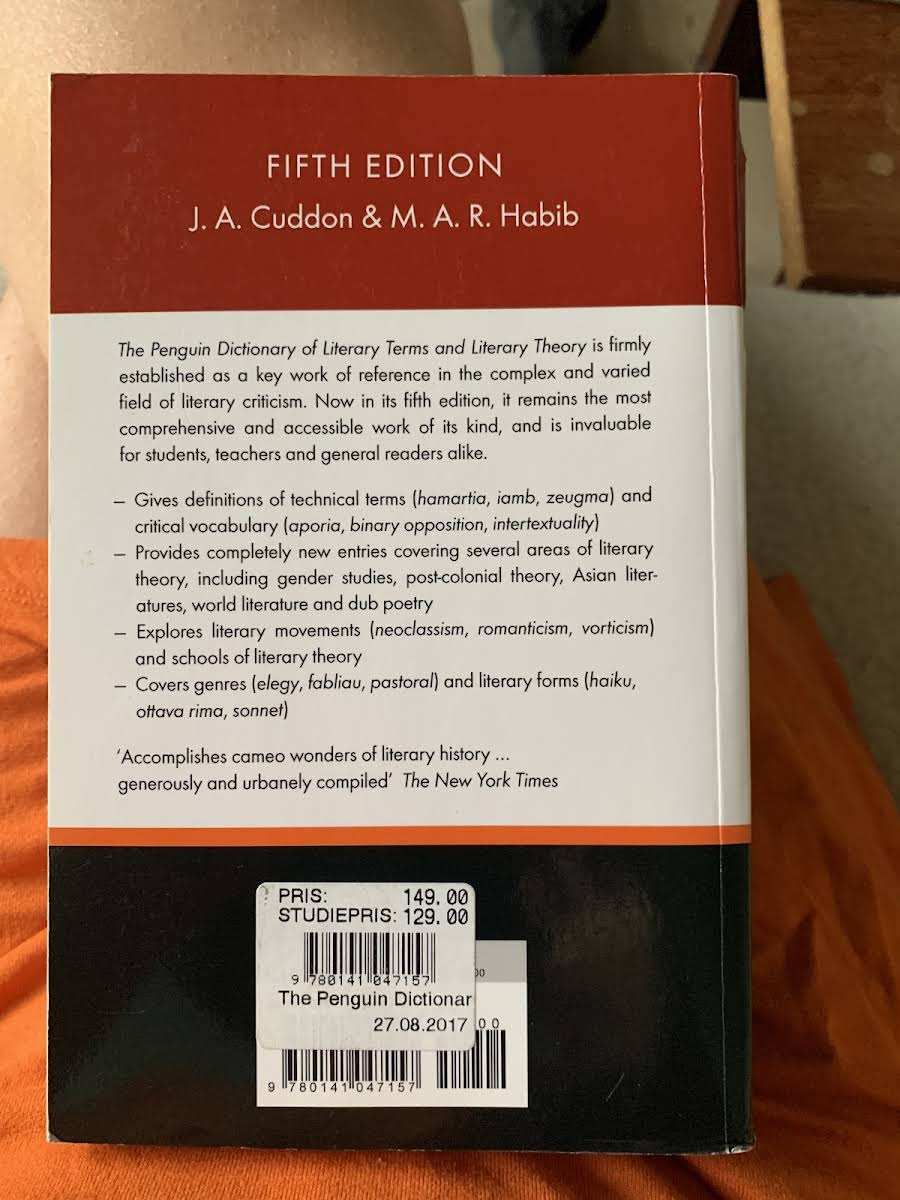 FIFTH EDITION
J. A. Cuddon & M. A. R. Habib
The Penguin Dictionary of Literary Terms and Literary Theory is firmly
established as a key work of reference in the complex and varied
field of literary criticism. Now in its fifth edition, it remains the most
comprehensive and accessible work of its kind, and is invaluable
for students, teachers and general readers alike.
– Gives definitions of technical terms (hamartia, iamb, zeugma) and
critical vocabulary (aporia, binary opposition, intertextuality)
– Provides completely new entries covering several areas of literary
theory, including gender studies, post-colonial theory, Asian liter-
atures, world literature and dub poetry
– Explores literary movements (neoclassism, romanticism, vorticism)
and schools of literary theory
– Covers genres (elegy, fabliau, pastoral) and literary forms (haiku,
ottava rima, sonnet)
‘Accomplishes cameo wonders of literary history ...
generously and urbanely compiled’ The New York Times
PRIS: 149.00
STUDIEPRIS: 129.00
9 780141 047157
The Penguin Dictionar
27.08.2017
00
00
9 780141 047157